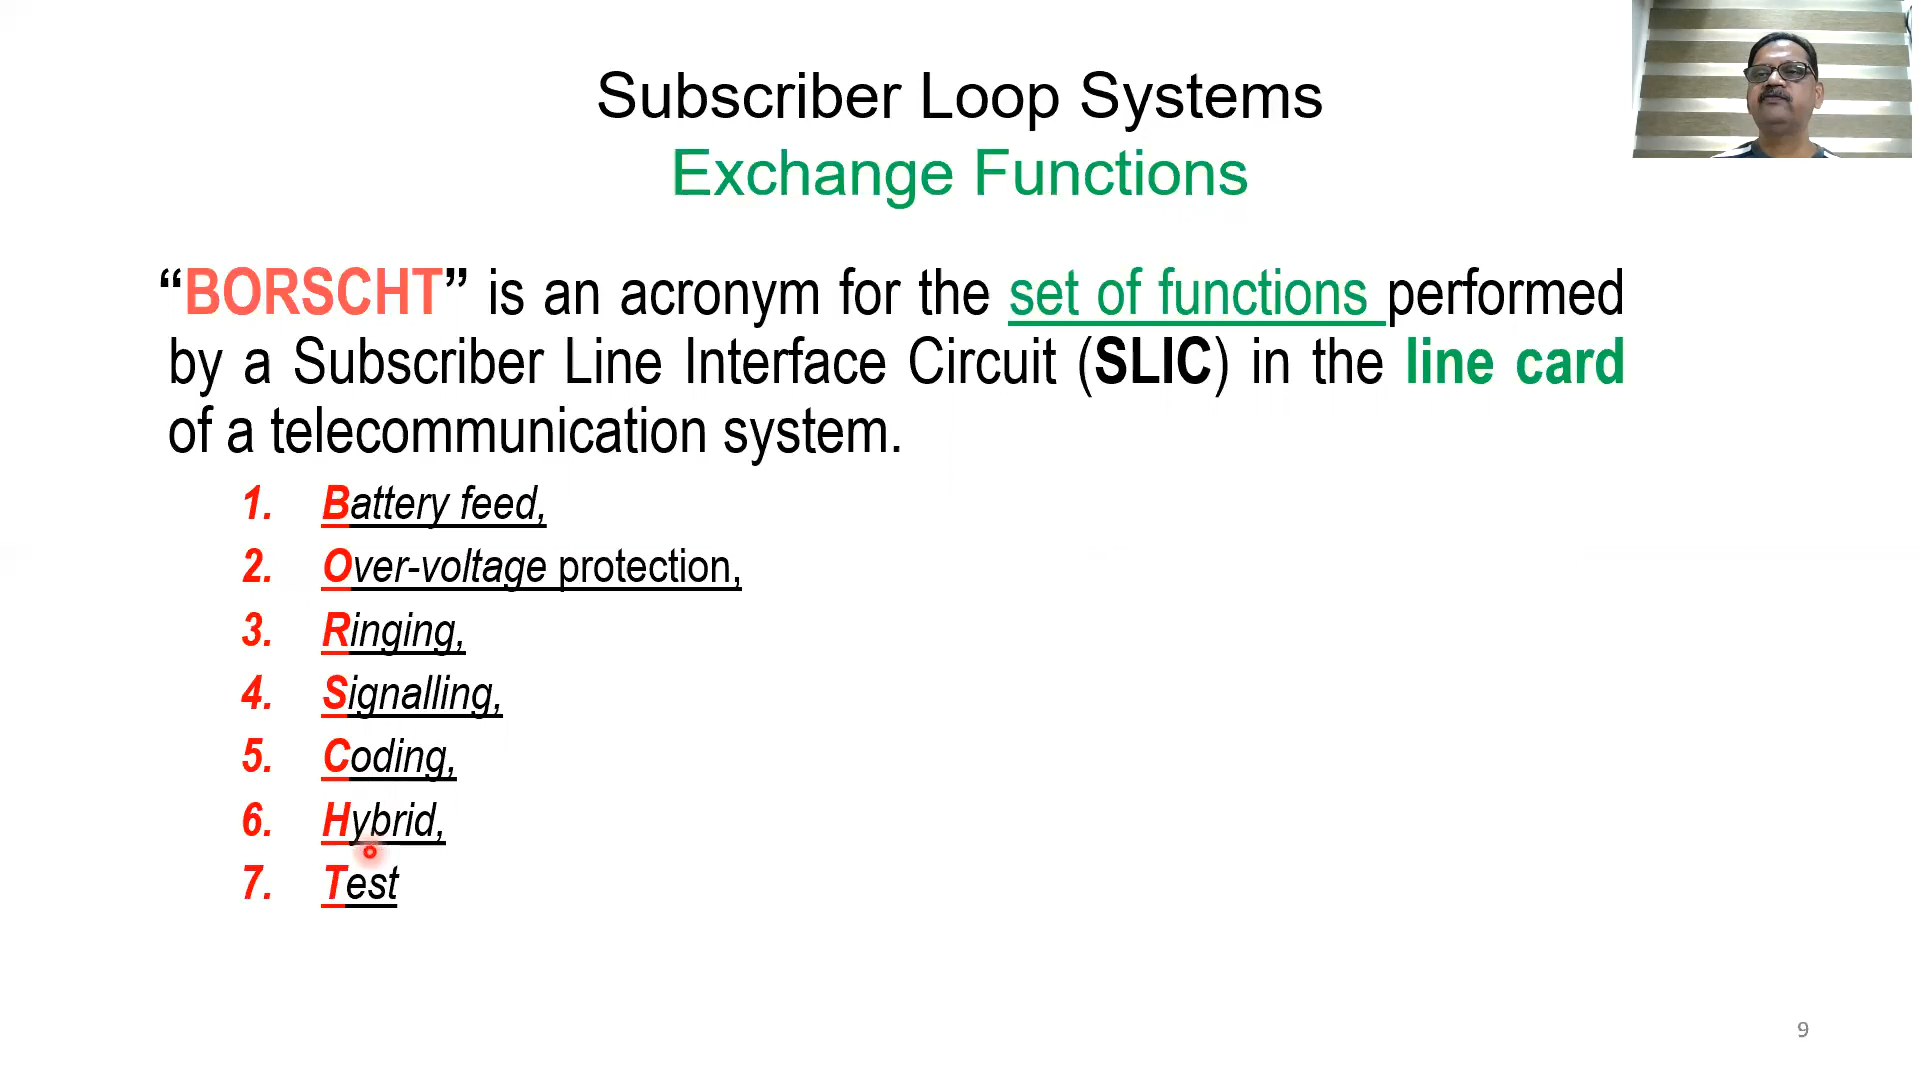 Subscriber Loop Systems
Exchange Functions
“BORSCHT” is an acronym for the set of functions performed
by a Subscriber Line Interface Circuit (SLIC) in the line card
of a telecommunication system.
1. Battery feed,
2. Over-voltage protection,
3. Ringing,
4. Signalling,
5. Coding,
6. Hybrid,
7. Test
9